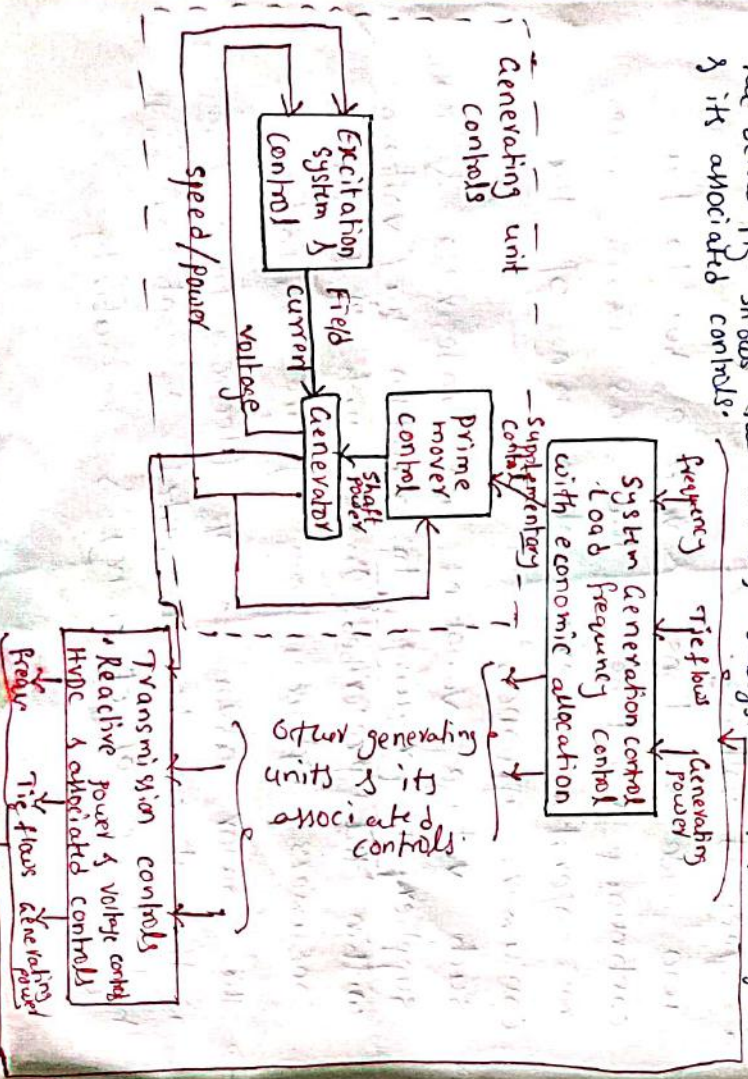 shows
& its associated controls.
frequency
Tie flows
Generating
power
System Generation control
Load frequency control
with economic allocation
Supplementary
control
Generating unit
controls
Prime
mover
control
Excitation
system &
control
Field
current
Shaft
power
Generator
voltage
speed/power
Other generating
units & its
associated
controls.
Transmission controls
• Reactive power & voltage control
HVDC & associated controls
Tie flows
Generating
power